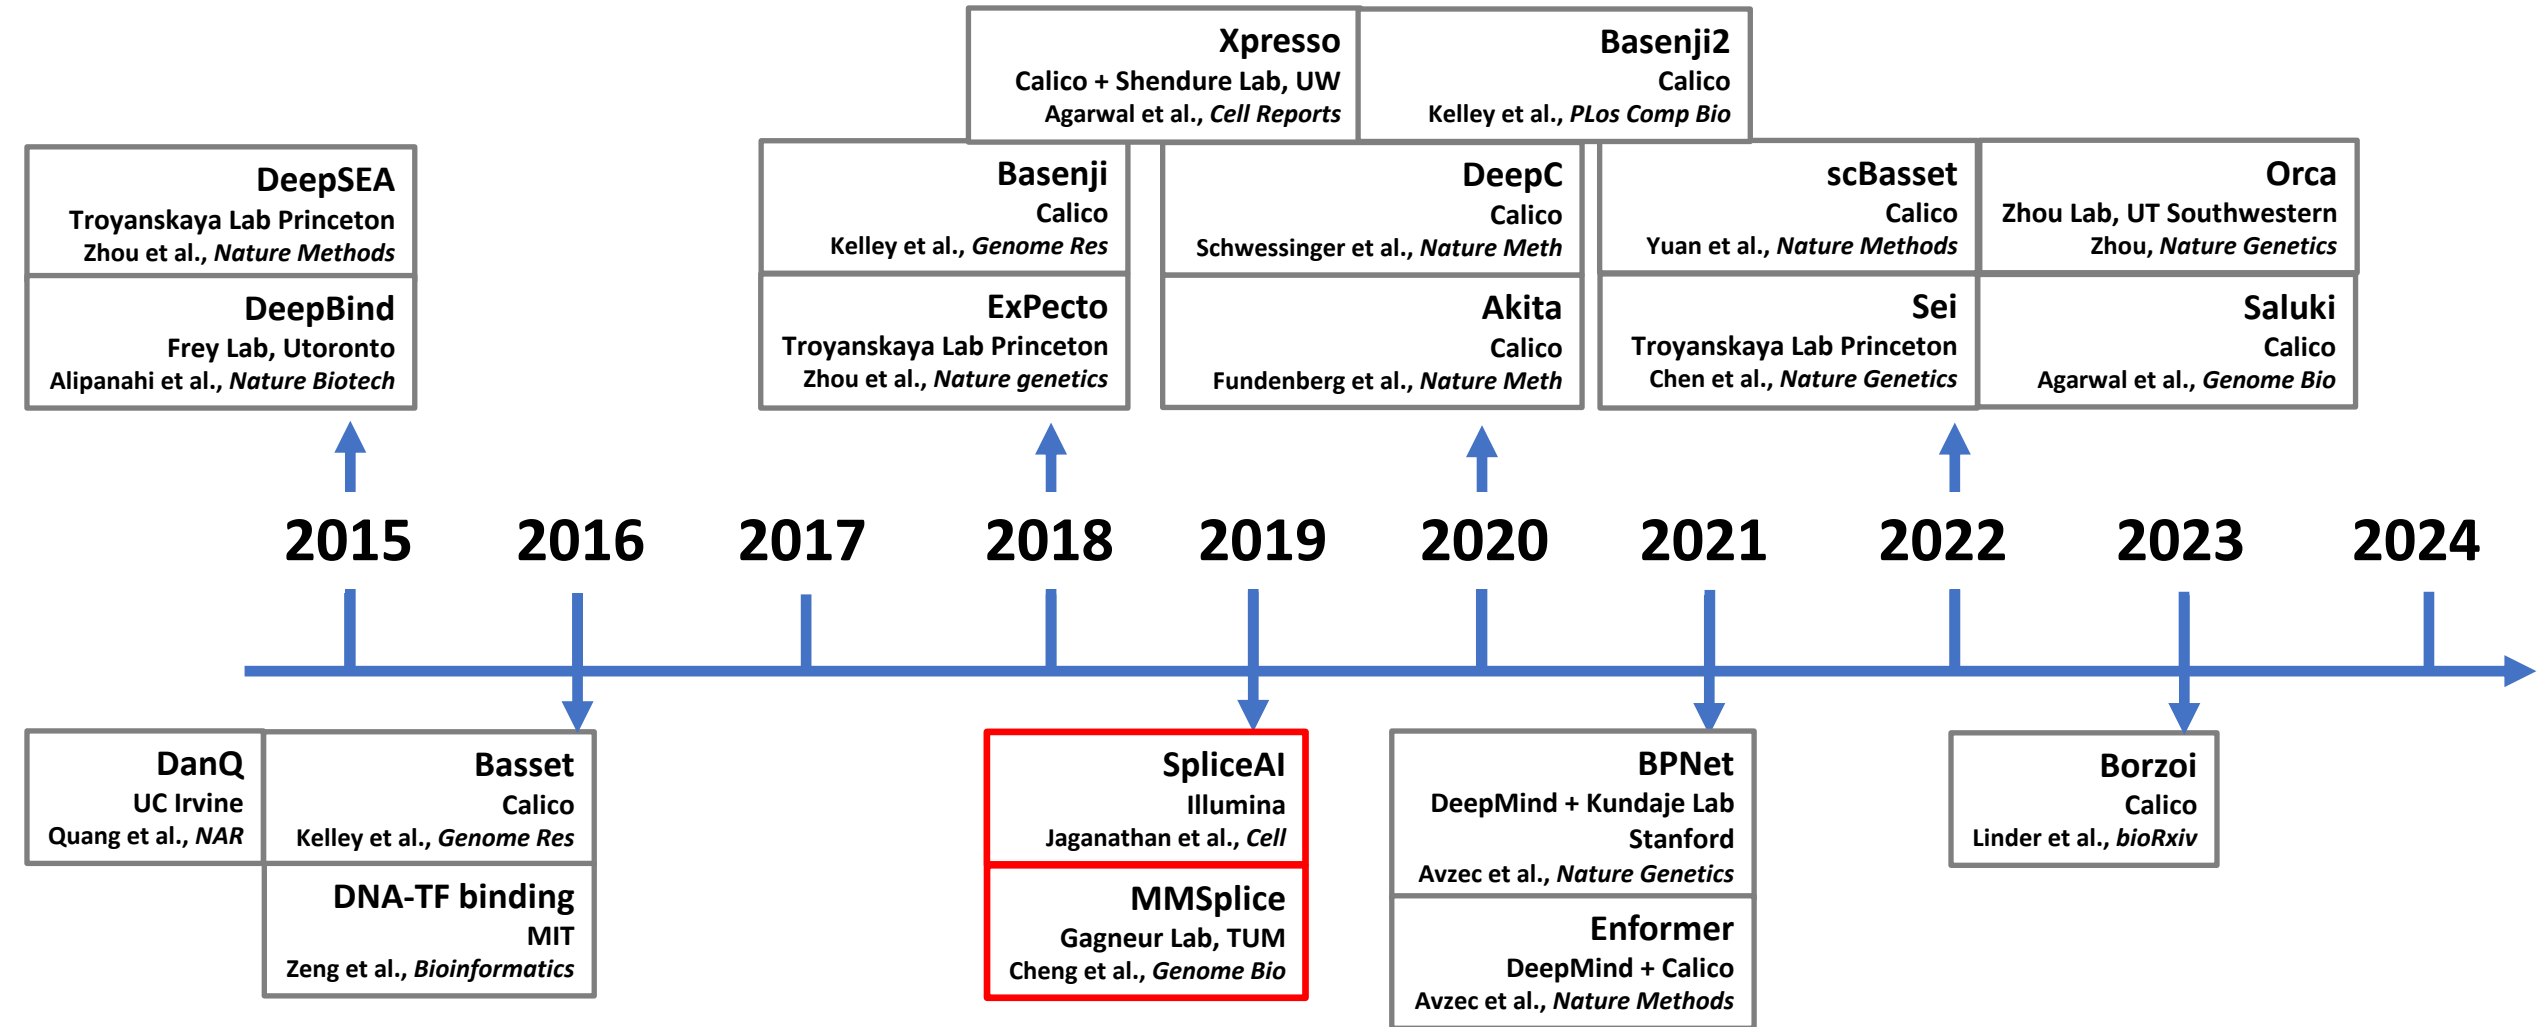 Xpresso
Calico + Shendure Lab, UW
Agarwal et al., Cell Reports
Basenji2
Calico
Kelley et al., PLos Comp Bio
DeepSEA
Troyanskaya Lab Princeton
Zhou et al., Nature Methods
DeepBind
Frey Lab, Utoronto
Alipanahi et al., Nature Biotech
Basenji
Calico
Kelley et al., Genome Res
ExPecto
Troyanskaya Lab Princeton
Zhou et al., Nature genetics
DeepC
Calico
Schwessinger et al., Nature Meth
Akita
Calico
Fundenberg et al., Nature Meth
scBasset
Calico
Yuan et al., Nature Methods
Sei
Troyanskaya Lab Princeton
Chen et al., Nature Genetics
Orca
Zhou Lab, UT Southwestern
Zhou, Nature Genetics
Saluki
Calico
Agarwal et al., Genome Bio
2015 2016 2017 2018 2019 2020 2021 2022 2023 2024
DanQ
UC Irvine
Quang et al., NAR
Basset
Calico
Kelley et al., Genome Res
DNA-TF binding
MIT
Zeng et al., Bioinformatics
SpliceAI
Illumina
Jaganathan et al., Cell
MMSplice
Gagneur Lab, TUM
Cheng et al., Genome Bio
BPNet
DeepMind + Kundaje Lab
Stanford
Avzec et al., Nature Genetics
Enformer
DeepMind + Calico
Avzec et al., Nature Methods
Borzoi
Calico
Linder et al., bioRxiv